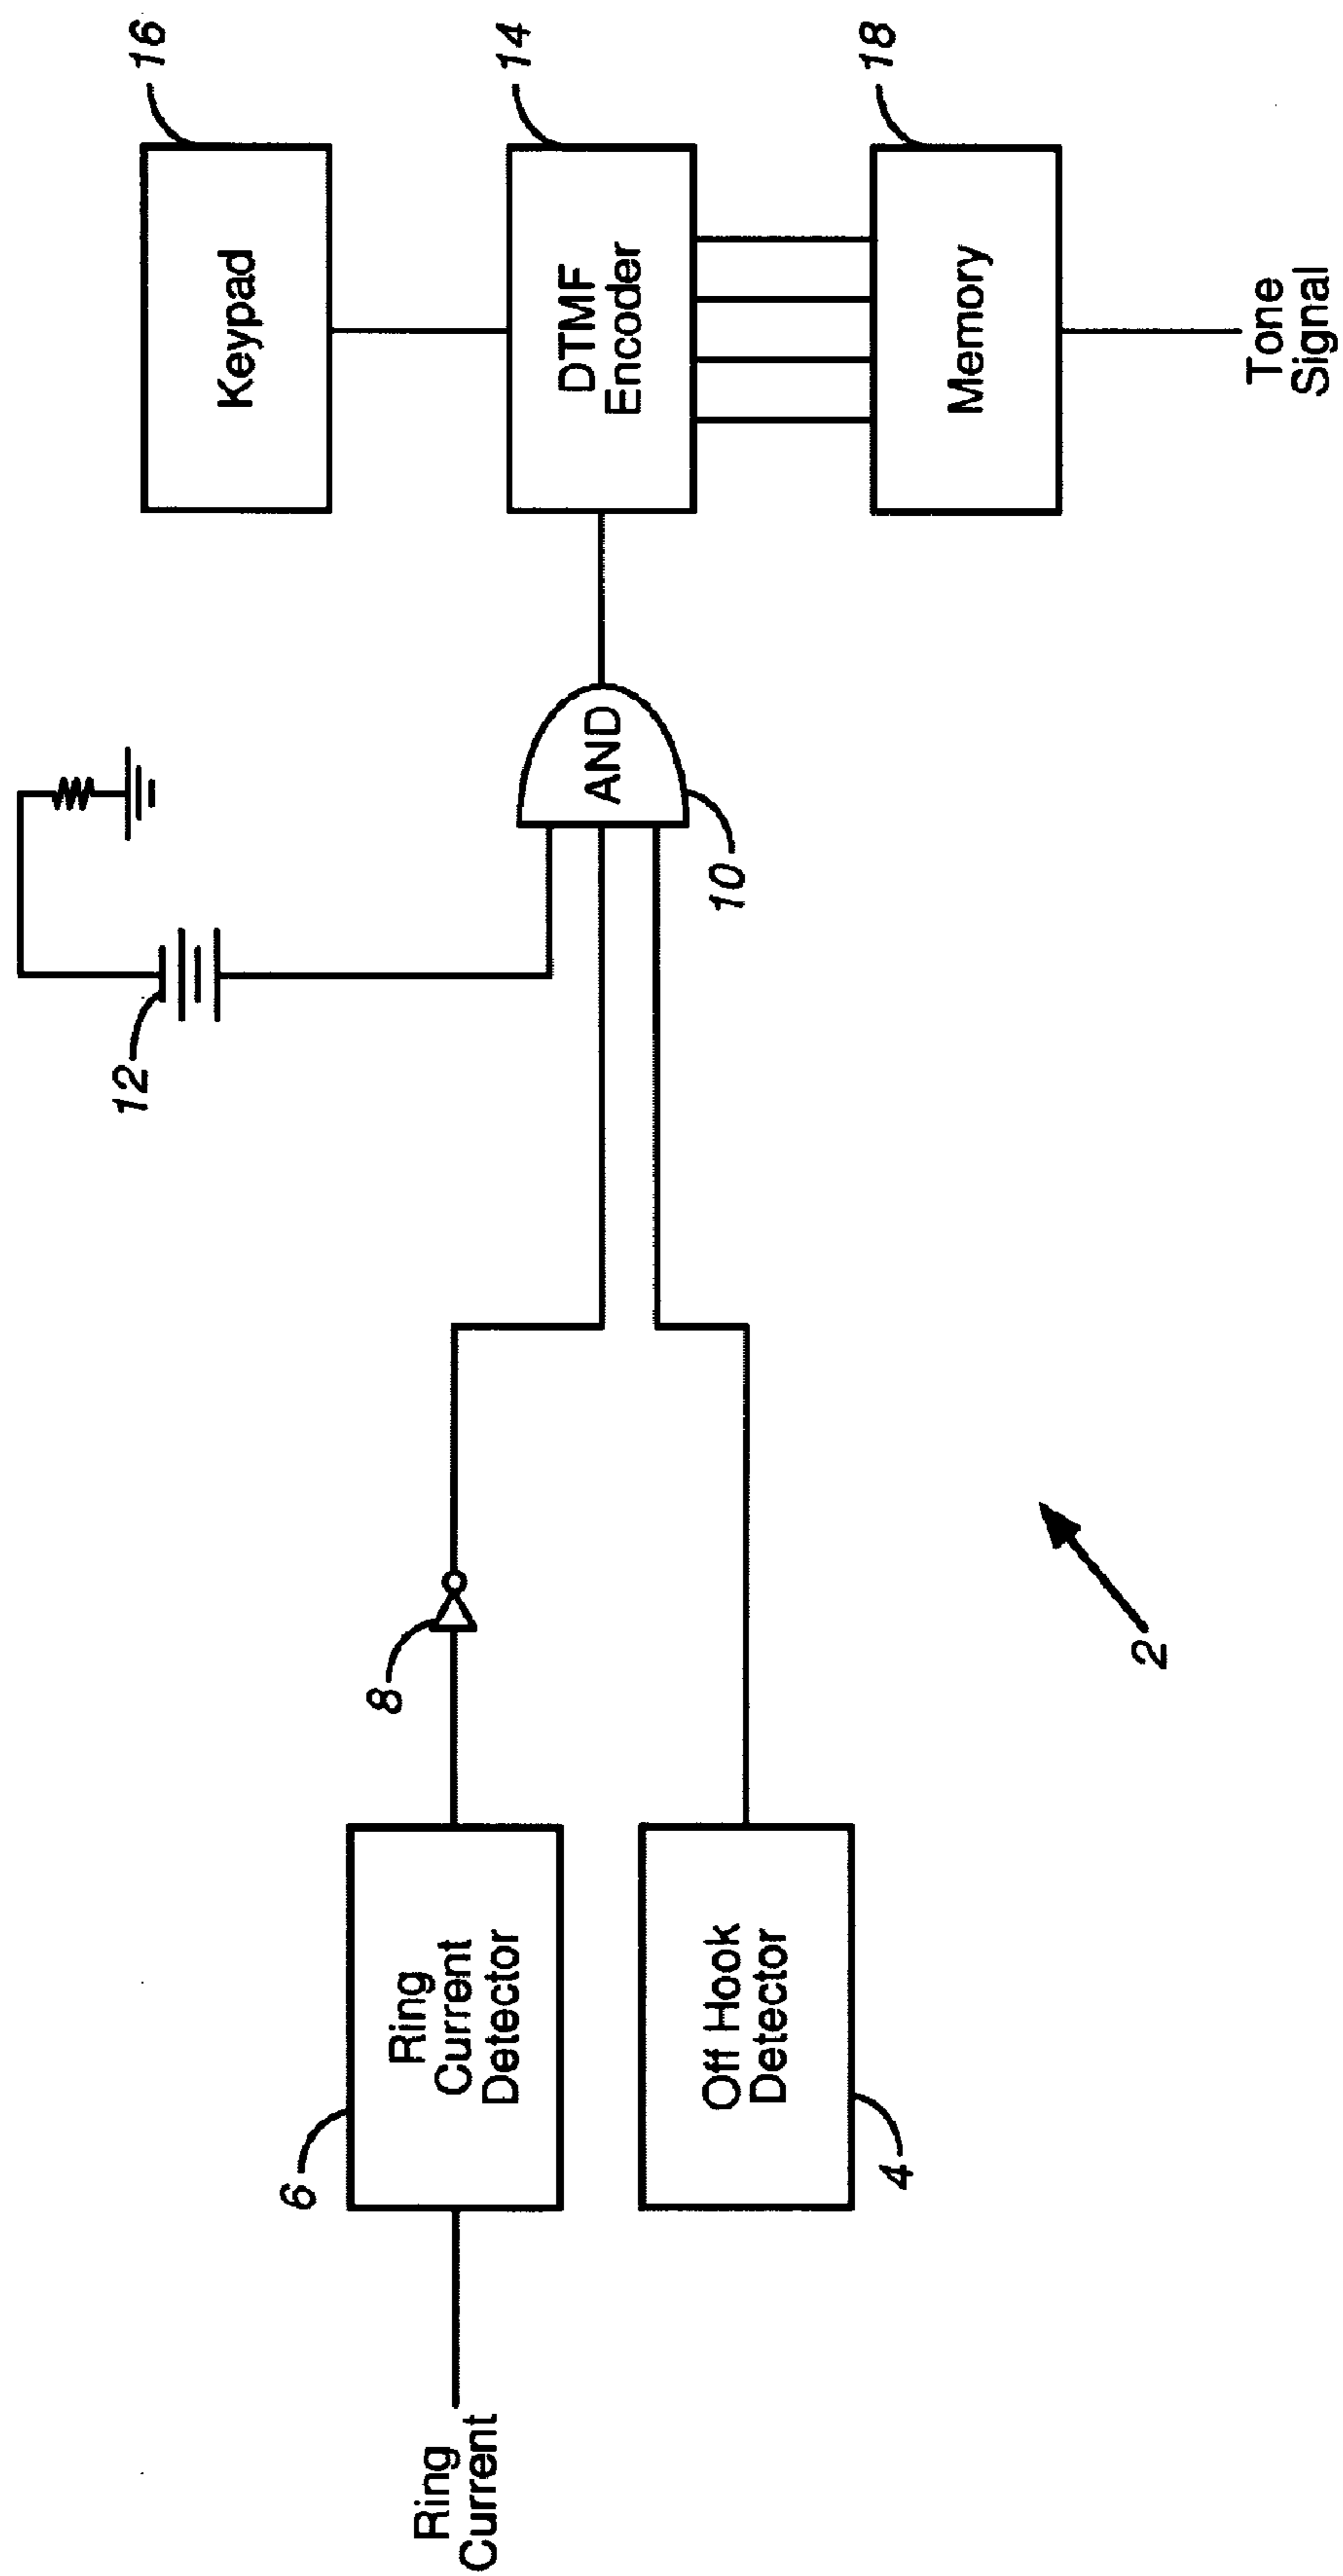 Ring
Current
6
Ring
Current
Detector
4
Off Hook
Detector
8
2
12
AND
10
16
Keypad
14
DTMF
Encoder
18
Memory
Tone
Signal